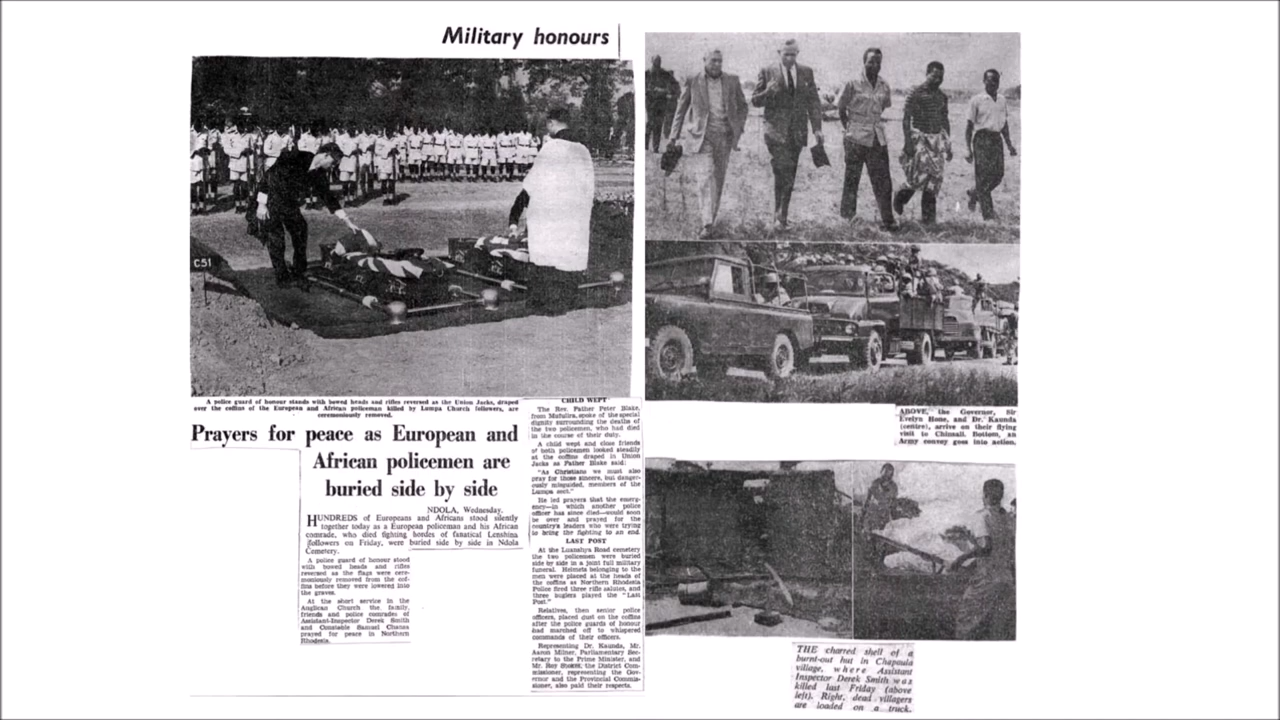 Military honours
C51
A police guard of honour stands with bowed heads and rifles reversed as the Union Jacks, draped
over the coffins of the European and African policeman killed by Lumpa Church followers, are
ceremoniously removed.
Prayers for peace as European and
African policemen are
buried side by side
NDOLA, Wednesday.
HUNDREDS of Europeans and Africans stood silently
together today as a European policeman and his African
comrade, who died fighting hordes of fanatical Lenshina
followers on Friday, were buried side by side in Ndola
Cemetery.
A police guard of honour stood
with bowed heads and rifles
reversed as the flags were cere-
moniously removed from the cof-
fins before they were lowered into
the graves.
At the short service in the
Anglican Church the family,
friends and police comrades of
Assistant-Inspector Derek Smith
and Constable Samuel Chansa
prayed for peace in Northern
Rhodesia.
CHILD WEPT
The Rev. Father Peter Blake,
from Mufulira, spoke of the special
dignity surrounding the deaths of
the two policemen, who had died
in the course of their duty.
A child wept and close friends
of both policemen looked steadily
at the coffins draped in Union
Jacks as Father Blake said:
"As Christians we must also
pray for those sincere, but danger-
ously misguided, members of the
Lumpa sect."
He led prayers that the emerg-
ency—in which another police
officer has since died—would soon
be over and prayed for the
country's leaders who were trying
to bring the fighting to an end.
LAST POST
At the Luanshya Road cemetery
the two policemen were buried
side by side in a joint full military
funeral. Helmets belonging to the
men were placed at the heads of
the coffins as Northern Rhodesia
Police fired three rifle salutes, and
three buglers played the "Last
Post."
Relatives, then senior police
officers, placed dust on the coffins
after the police guards of honour
had marched off to whispered
commands of their officers.
Representing Dr. Kaunda, Mr.
Aaron Milner, Parliamentary Sec-
retary to the Prime Minister, and
Mr. Roy the District Com-
missioner, representing the Gov-
ernor and the Provincial Commis-
sioner, also paid their respects.
ABOVE, the Governor, Sir
Evelyn Hone, and Dr. Kaunda
(centre), arrive on their flying
visit to Chinsali. Bottom, an
Army convoy goes into action.
THE charred shell of a
burnt-out hut in Chapaula
village, where Assistant
Inspector Derek Smith was
killed last Friday (above
left). Right, dead villagers
are loaded on a truck.